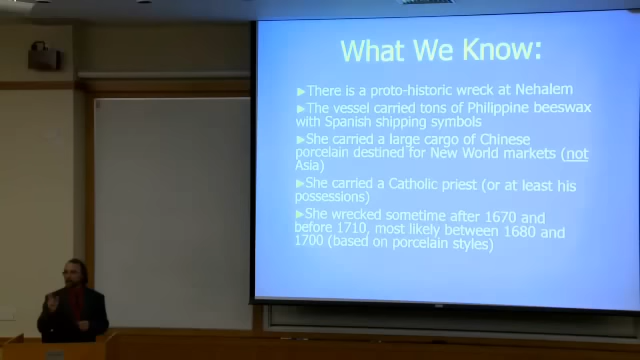 What We Know:
►There is a proto-historic wreck at Nehalem
►The vessel carried tons of Philippine beeswax
with Spanish shipping symbols
►She carried a large cargo of Chinese
porcelain destined for New World markets (not
Asia)
►She carried a Catholic priest (or at least his
possessions)
►She wrecked sometime after 1670 and
before 1710, most likely between 1680 and
1700 (based on porcelain styles)